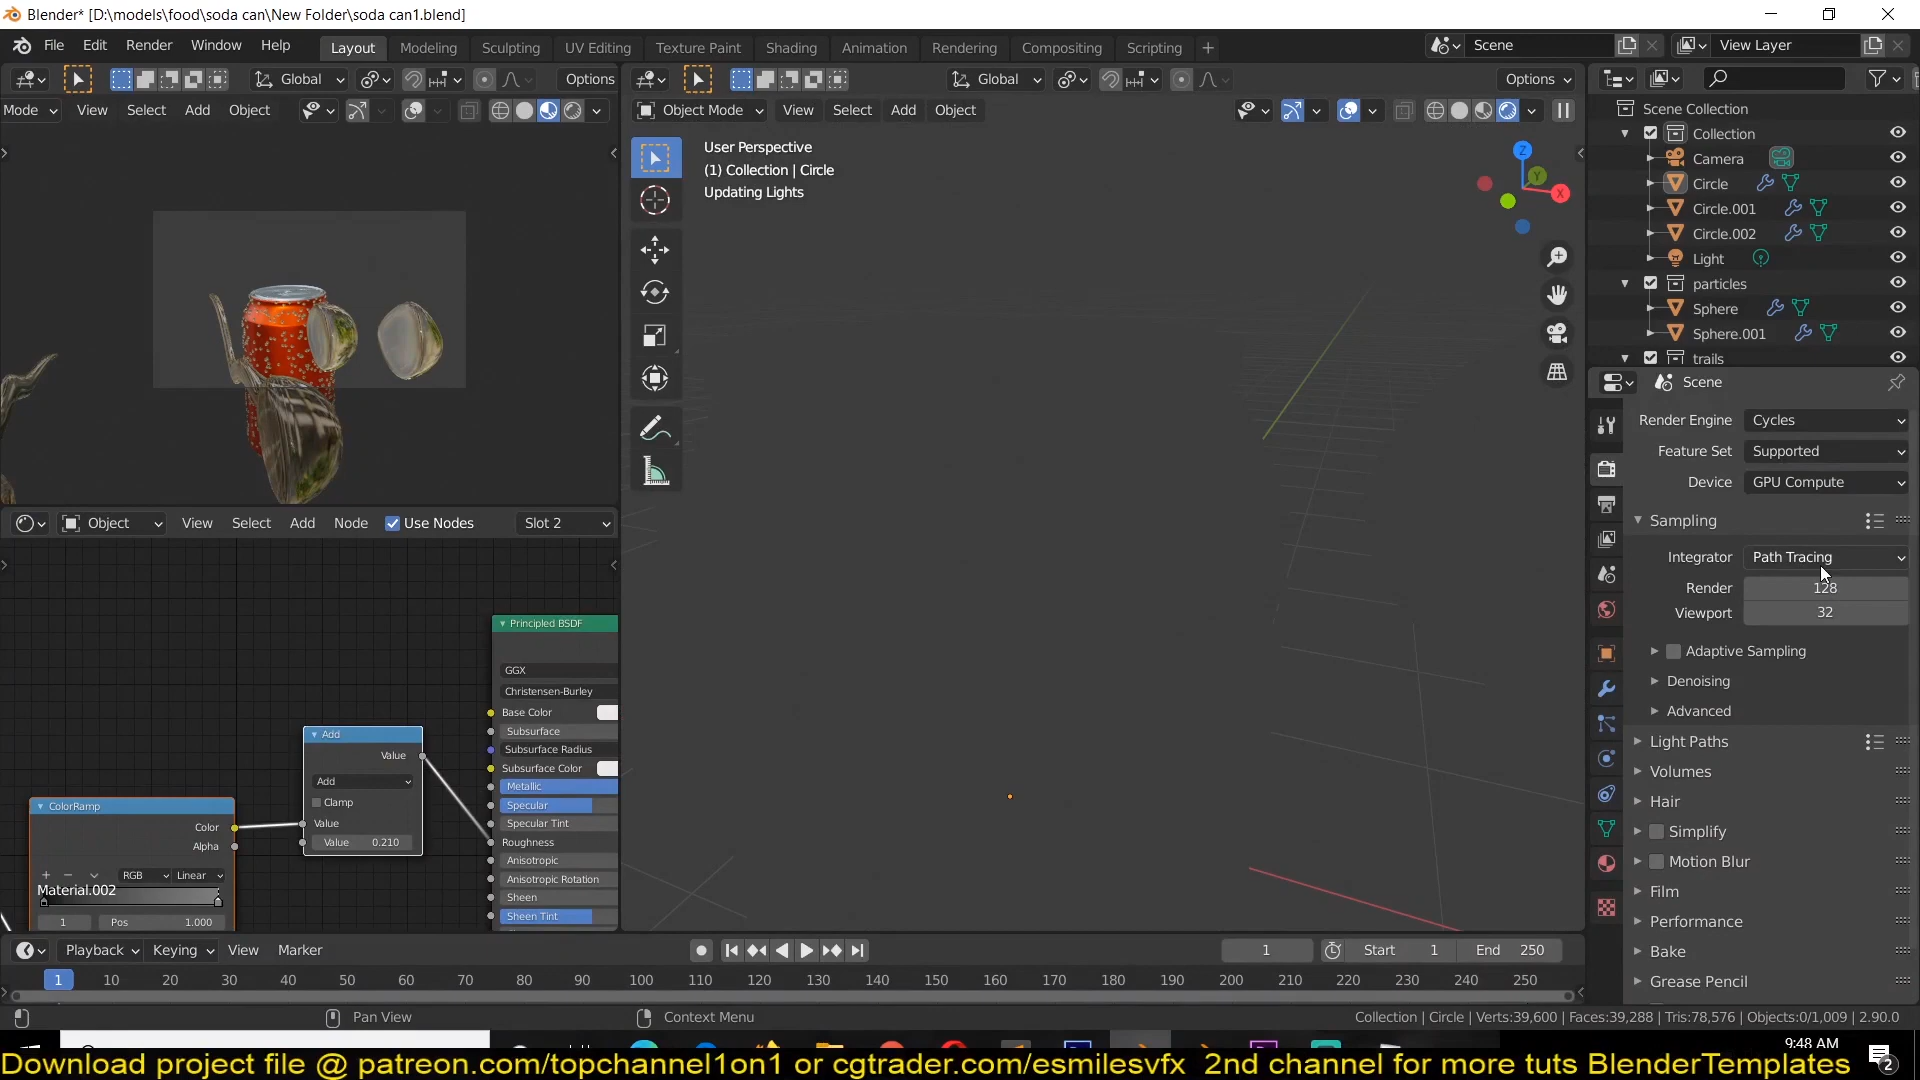 Blender* [D:\models\food\soda can\New Folder\soda can1.blend]
File Edit Render Window Help Layout Modeling Sculpting UV Editing Texture Paint Shading Animation Rendering Geometry Compositing Scripting + Scene View Layer
Global Options
Global Options
Mode View Select Add Object
Object Mode View Select Add Object
User Perspective
(1) Collection | Circle
Updating Lights
Z
Y
X
Scene Collection
Collection
Camera
Circle
Circle.001
Circle.002
Light
particles
Sphere
Sphere.001
trails
Scene
Render Engine Cycles
Feature Set Supported
Device GPU Compute
Sampling
Integrator Path Tracing
Render 128
Viewport 32
Adaptive Sampling
Denoising
Advanced
Light Paths
Volumes
Hair
Simplify
Motion Blur
Film
Performance
Bake
Grease Pencil
Object View Select Add Node Use Nodes Slot 2
Principled BSDF
GGX
Christensen-Burley
Base Color
Subsurface
Subsurface Radius
Subsurface Color
Metallic
Specular
Specular Tint
Roughness
Anisotropic
Anisotropic Rotation
Sheen
Sheen Tint
Add
Value
Add
Clamp
Value
Value 0.210
ColorRamp
Color
Alpha
RGB Linear
Material.002
1 Pos 1.000
Playback Keying View Marker 1 Start 1 End 250
1 10 20 30 40 50 60 70 80 90 100 110 120 130 140 150 160 170 180 190 200 210 220 230 240 250
Pan View Context Menu Collection | Circle | Verts:39,600 | Faces:39,288 | Tris:78,576 | Objects:0/1,009 | 2.90.0
9:48 AM
2
Download project file @ patreon.com/topchannel1on1 or cgtrader.com/esmilesvfx 2nd channel for more tuts BlenderTemplates